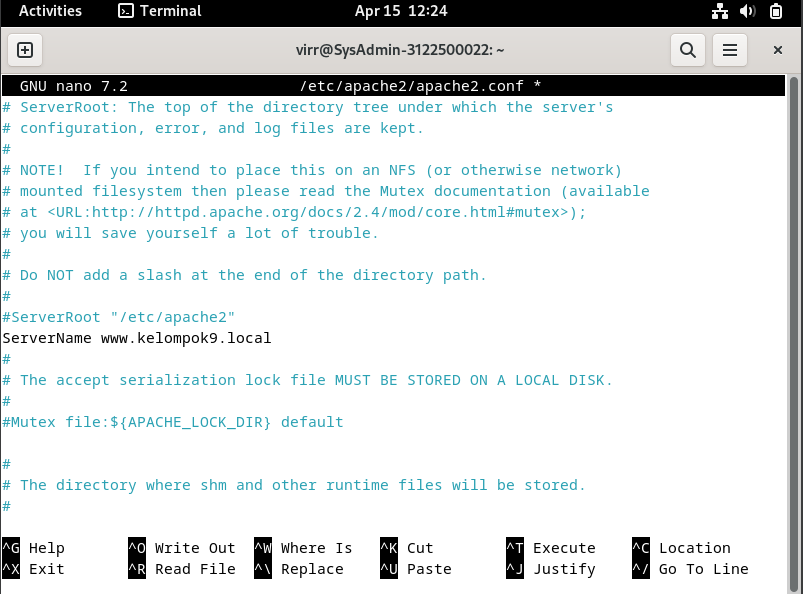 Activities Terminal Apr 15 12:24
virr@SysAdmin-3122500022: ~
GNU nano 7.2 /etc/apache2/apache2.conf *
# ServerRoot: The top of the directory tree under which the server's
# configuration, error, and log files are kept.
#
# NOTE!  If you intend to place this on an NFS (or otherwise network)
# mounted filesystem then please read the Mutex documentation (available
# at <URL:http://httpd.apache.org/docs/2.4/mod/core.html#mutex>);
# you will save yourself a lot of trouble.
#
# Do NOT add a slash at the end of the directory path.
#
#ServerRoot "/etc/apache2"
ServerName www.kelompok9.local
#
# The accept serialization lock file MUST BE STORED ON A LOCAL DISK.
#
#Mutex file:${APACHE_LOCK_DIR} default
#
# The directory where shm and other runtime files will be stored.
#
^G Help ^O Write Out ^W Where Is ^K Cut ^T Execute ^C Location
^X Exit ^R Read File ^\ Replace ^U Paste ^J Justify ^/ Go To Line